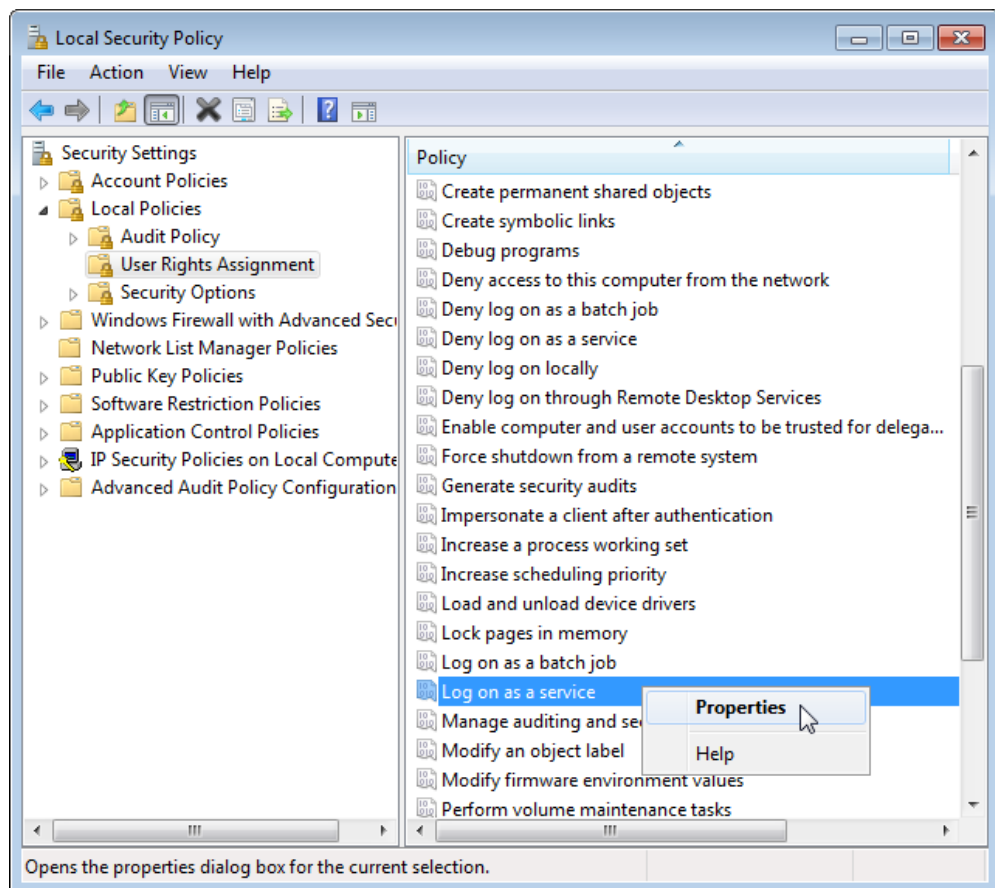 Local Security Policy
File Action View Help
Security Settings
Account Policies
Local Policies
Audit Policy
User Rights Assignment
Security Options
Windows Firewall with Advanced Secu
Network List Manager Policies
Public Key Policies
Software Restriction Policies
Application Control Policies
IP Security Policies on Local Compute
Advanced Audit Policy Configuration
Policy
Create permanent shared objects
Create symbolic links
Debug programs
Deny access to this computer from the network
Deny log on as a batch job
Deny log on as a service
Deny log on locally
Deny log on through Remote Desktop Services
Enable computer and user accounts to be trusted for delega...
Force shutdown from a remote system
Generate security audits
Impersonate a client after authentication
Increase a process working set
Increase scheduling priority
Load and unload device drivers
Lock pages in memory
Log on as a batch job
Log on as a service
Manage auditing and se
Modify an object label
Modify firmware environment values
Perform volume maintenance tasks
Properties
Help
Opens the properties dialog box for the current selection.